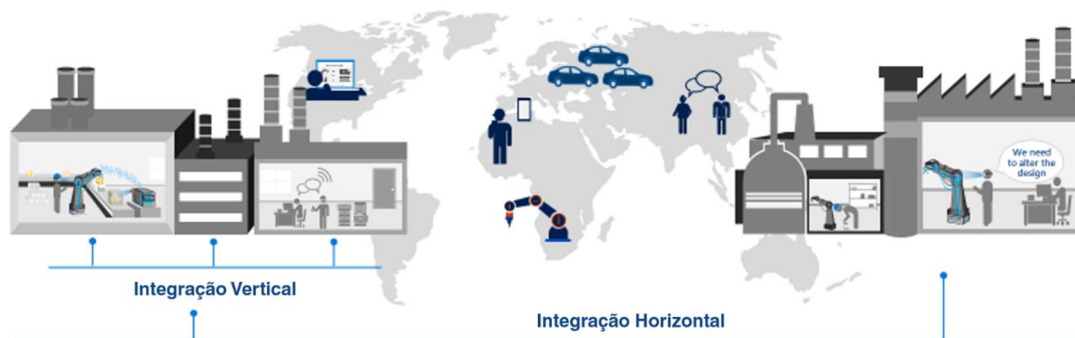 We need
to alter the
design
Integração Vertical
Integração Horizontal